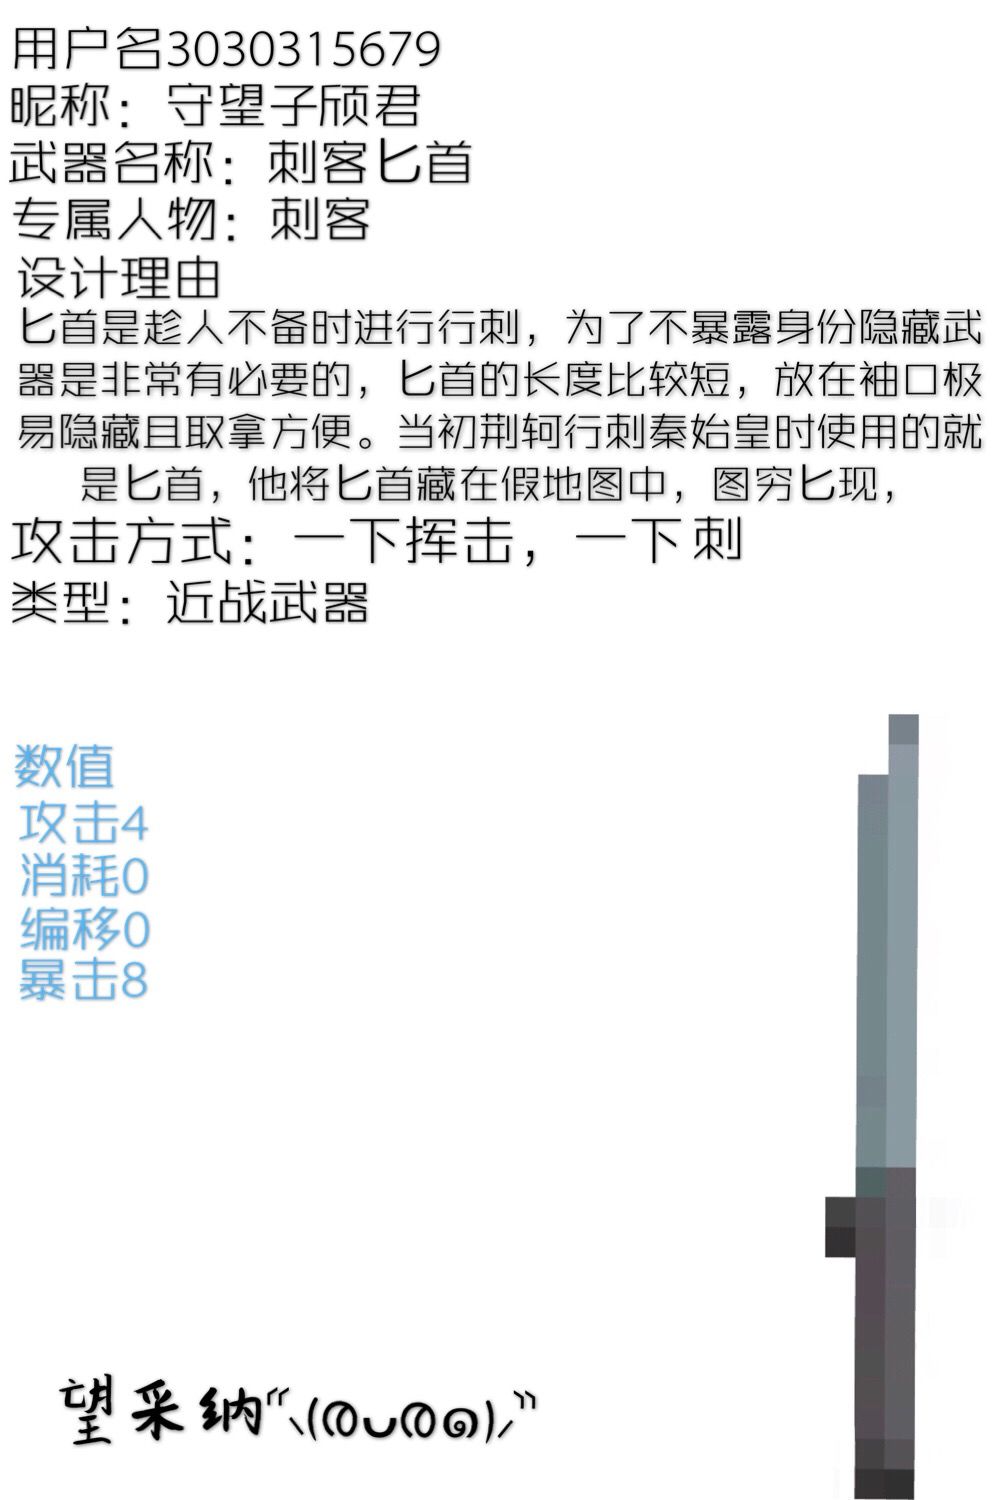 用户名3030315679
昵称：守望子颀君
武器名称：刺客匕首
专属人物：刺客
设计理由
匕首是趁人不备时进行行刺，为了不暴露身份隐藏武
器是非常有必要的，匕首的长度比较短，放在袖口极
易隐藏且取拿方便。当初荆轲行刺秦始皇时使用的就
是匕首，他将匕首藏在假地图中，图穷匕现，
攻击方式：一下挥击，一下刺
类型：近战武器
数值
攻击4
消耗0
编移0
暴击8
望采纳“ヽ(൱ᴗ൱๑)ﾉ”